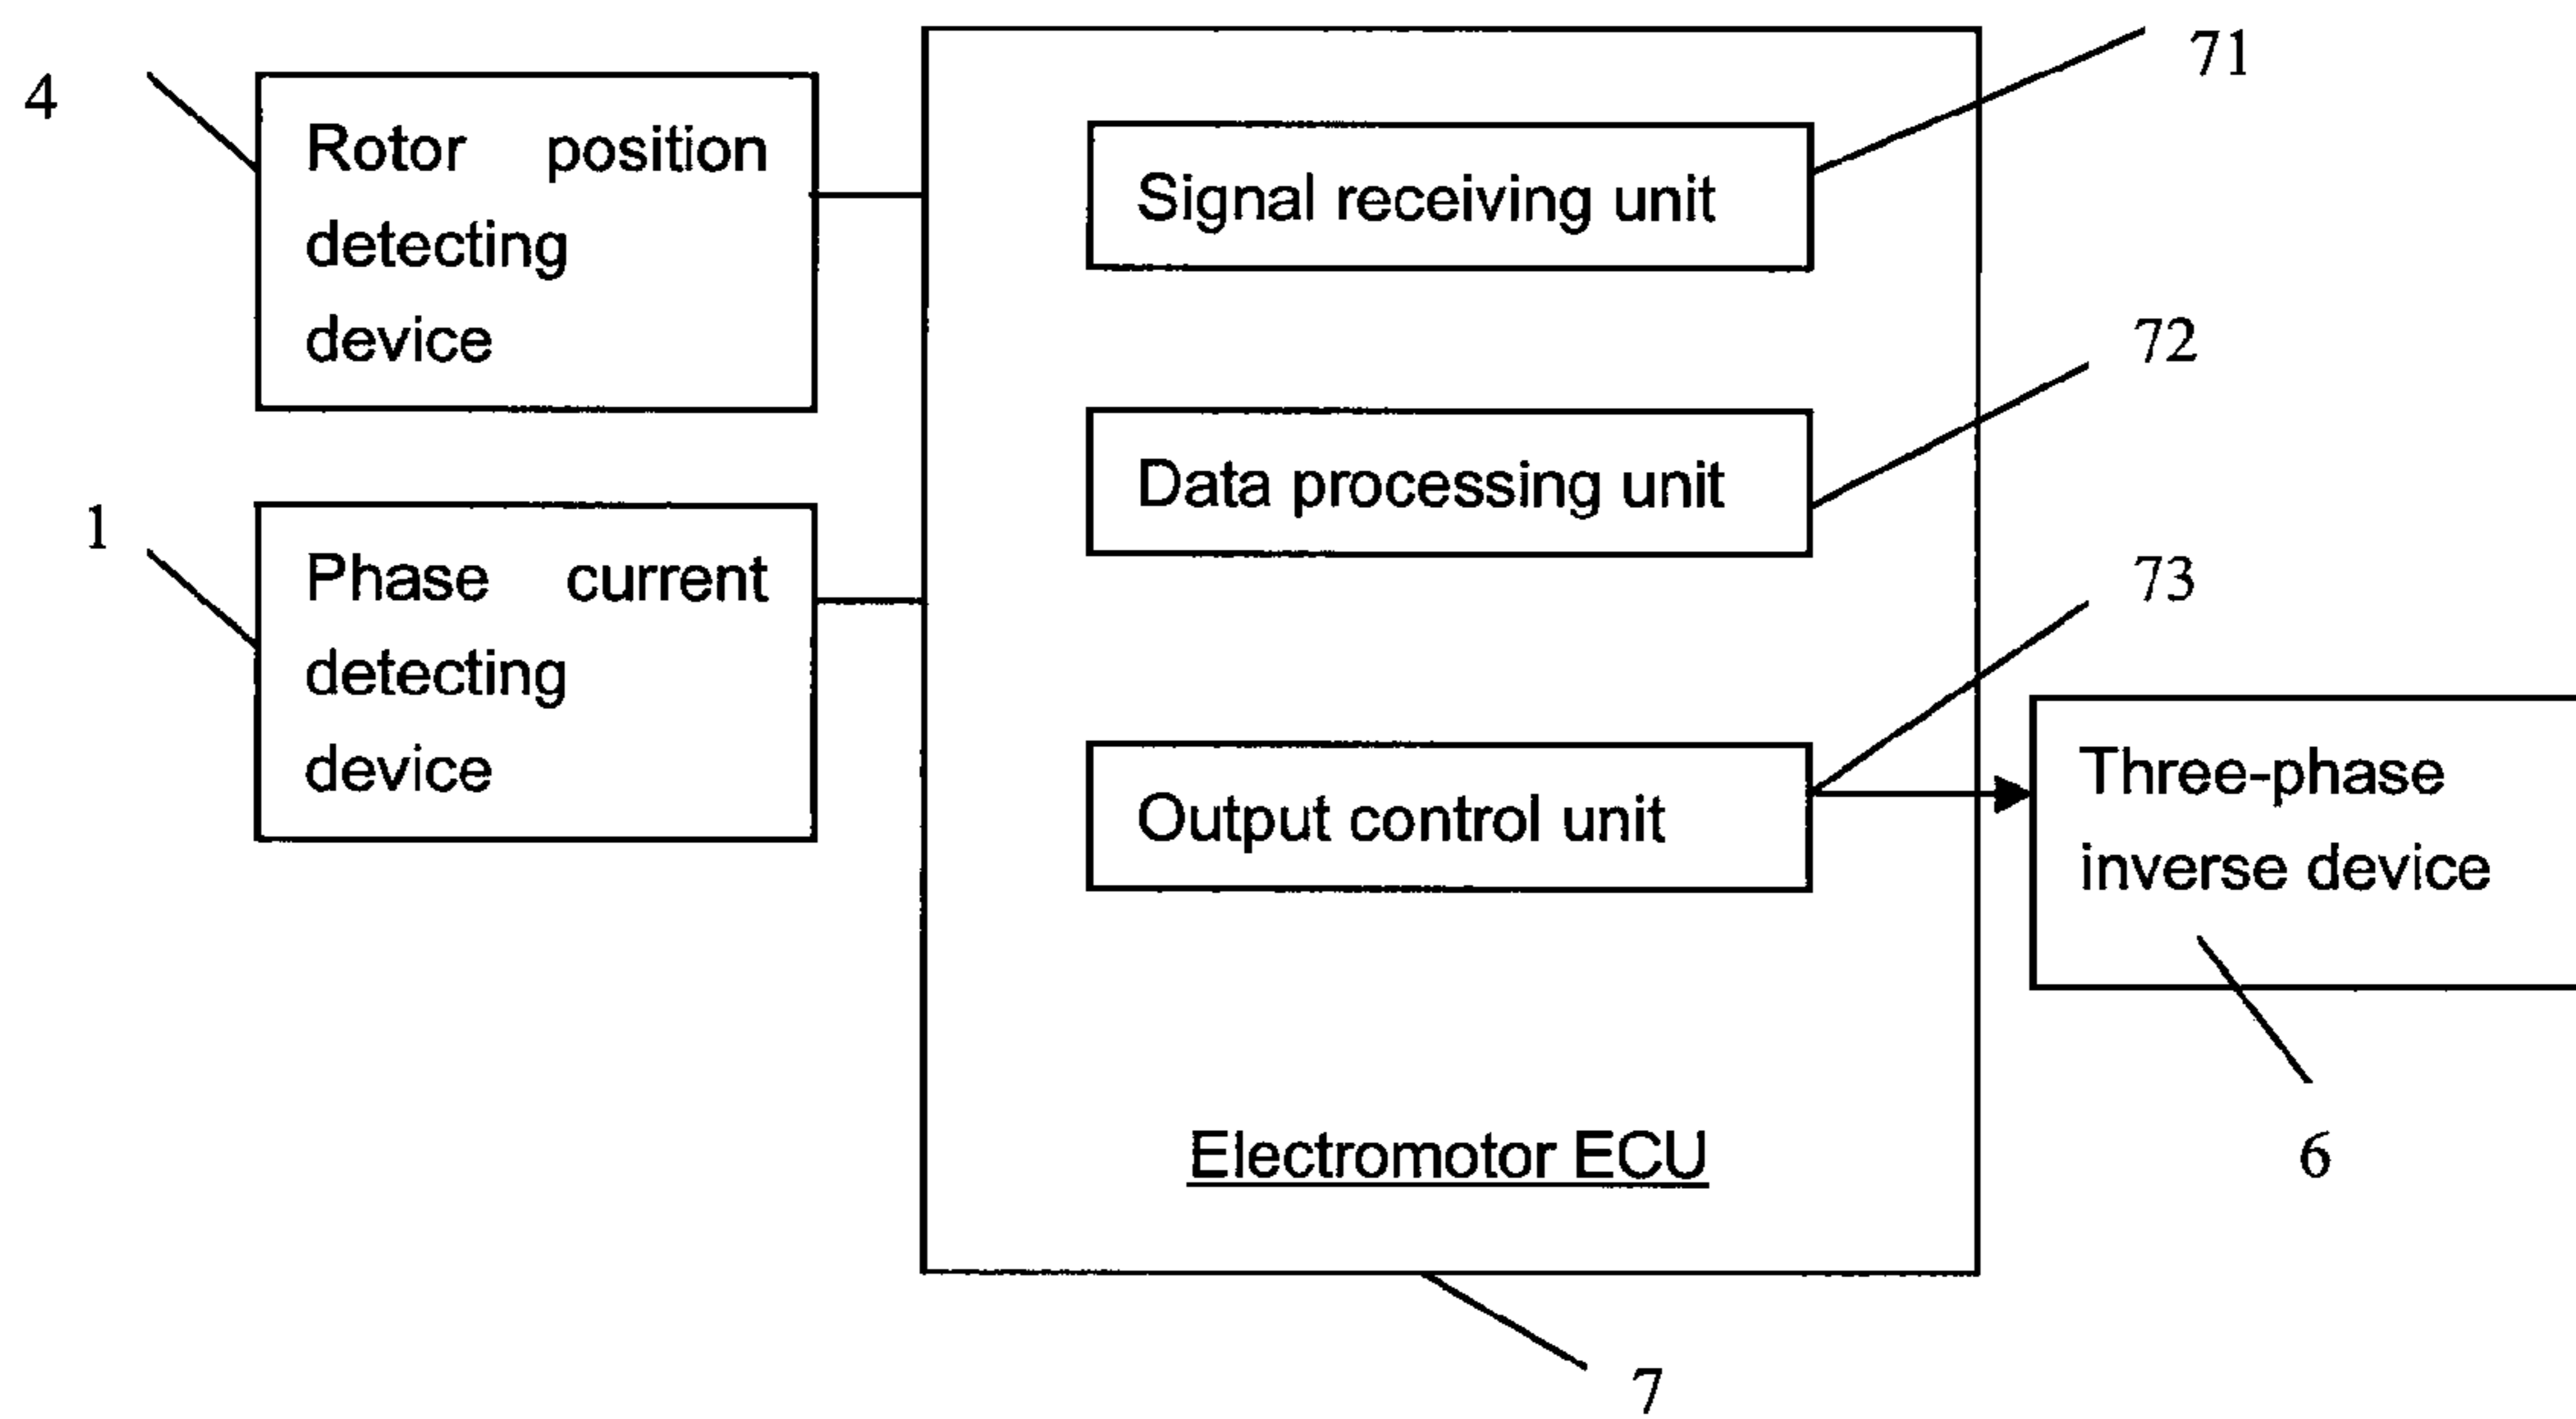 4
Rotor position
detecting
device
1
Phase current
detecting
device
71
Signal receiving unit
72
Data processing unit
73
Output control unit
Three-phase
inverse device
6
Electromotor ECU
7